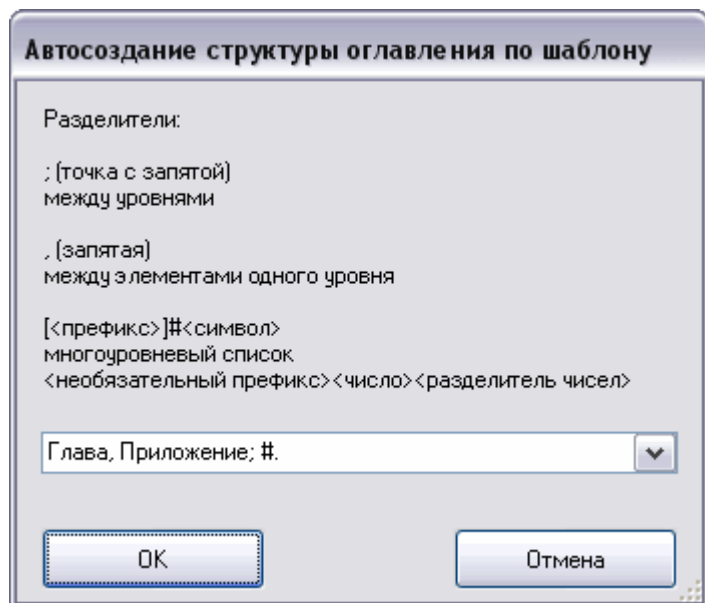 Автосоздание структуры оглавления по шаблону
Разделители:
; (точка с запятой)
между уровнями
, (запятая)
между элементами одного уровня
[<префикс>]#<символ>
многоуровневый список
<необязательный префикс><число><разделитель чисел>
Глава, Приложение; #.
OK Отмена